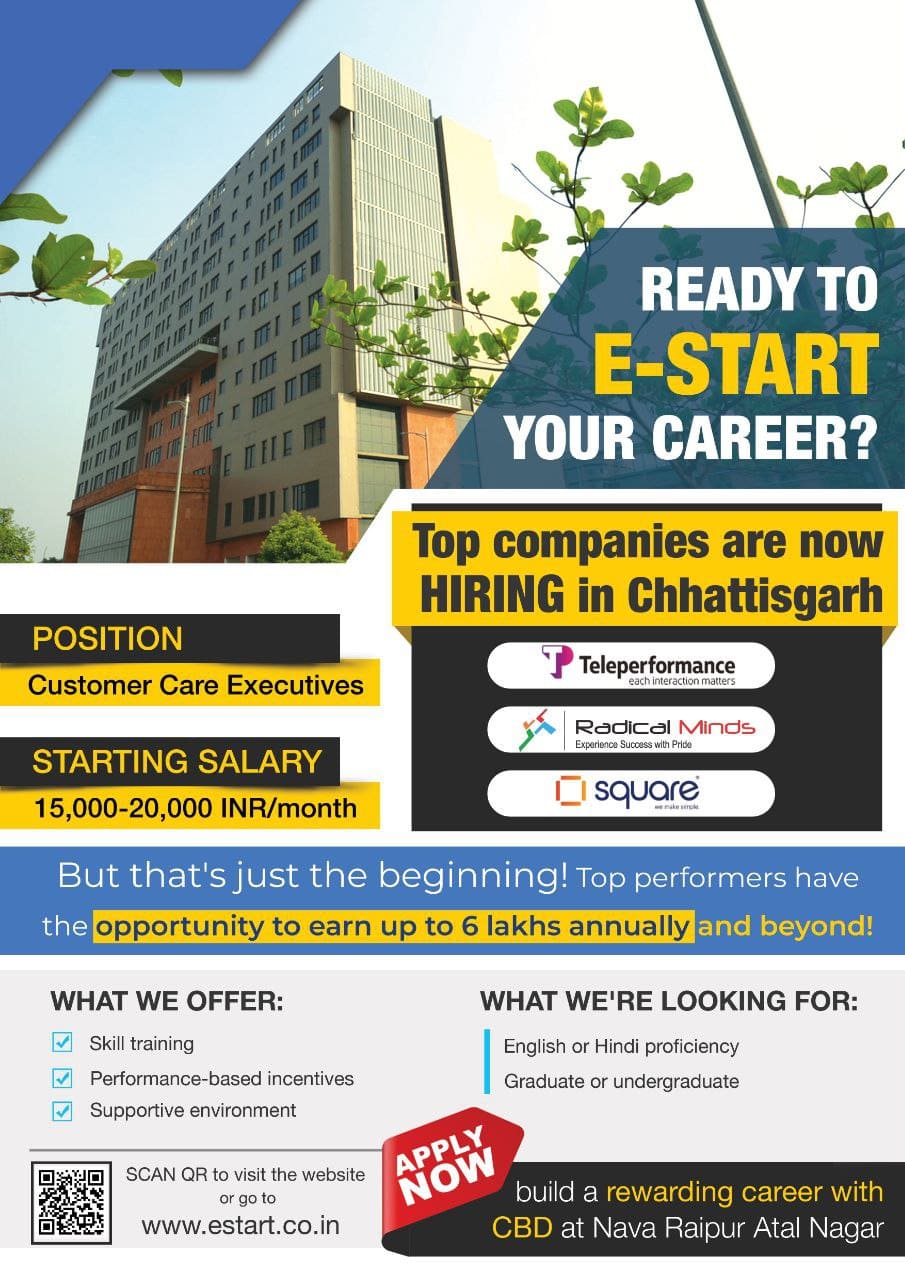 READY TO
E-START
YOUR CAREER?
Top companies are now
HIRING in Chhattisgarh
Teleperformance
each interaction matters
Radical Minds
Experience Success with Pride
square
we make simple
POSITION
Customer Care Executives
STARTING SALARY
15,000-20,000 INR/month
But that's just the beginning! Top performers have
the opportunity to earn up to 6 lakhs annually and beyond!
WHAT WE OFFER:
Skill training
Performance-based incentives
Supportive environment
WHAT WE'RE LOOKING FOR:
English or Hindi proficiency
Graduate or undergraduate
SCAN QR to visit the website
or go to
www.estart.co.in
APPLY
NOW
build a rewarding career with
CBD at Nava Raipur Atal Nagar